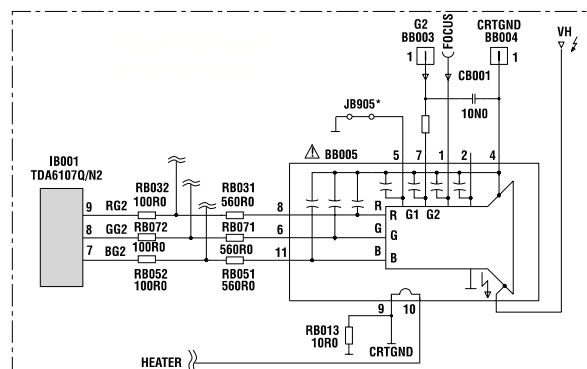 G2
BB003
1
FOCUS
CRTGND
BB004
1
VH
CB001
10N0
JB905*
IB001
TDA6107Q/N2
BB005
5 7 1 2 4
RB032
100R0
RB031
560R0
9 RG2
8
R
R
G1 G2
8 GG2
RB072
100R0
RB071
560R0
6
G
G
7 BG2
RB052
100R0
RB051
560R0
11
B
B
9 10
RB013
10R0
CRTGND
HEATER